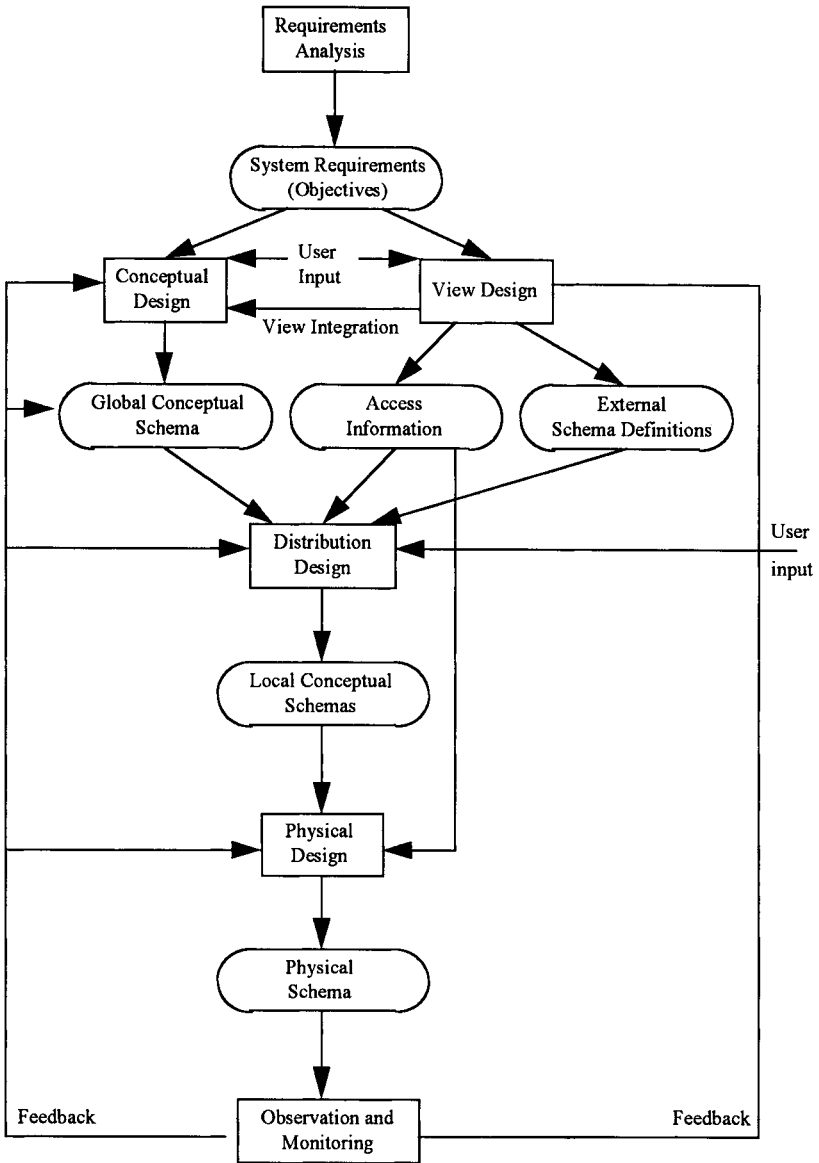 Requirements
Analysis
System Requirements
(Objectives)
User
Input
Conceptual
Design
View Design
View Integration
Global Conceptual
Schema
Access
Information
External
Schema Definitions
Distribution
Design
User
input
Local Conceptual
Schemas
Physical
Design
Physical
Schema
Feedback
Observation and
Monitoring
Feedback